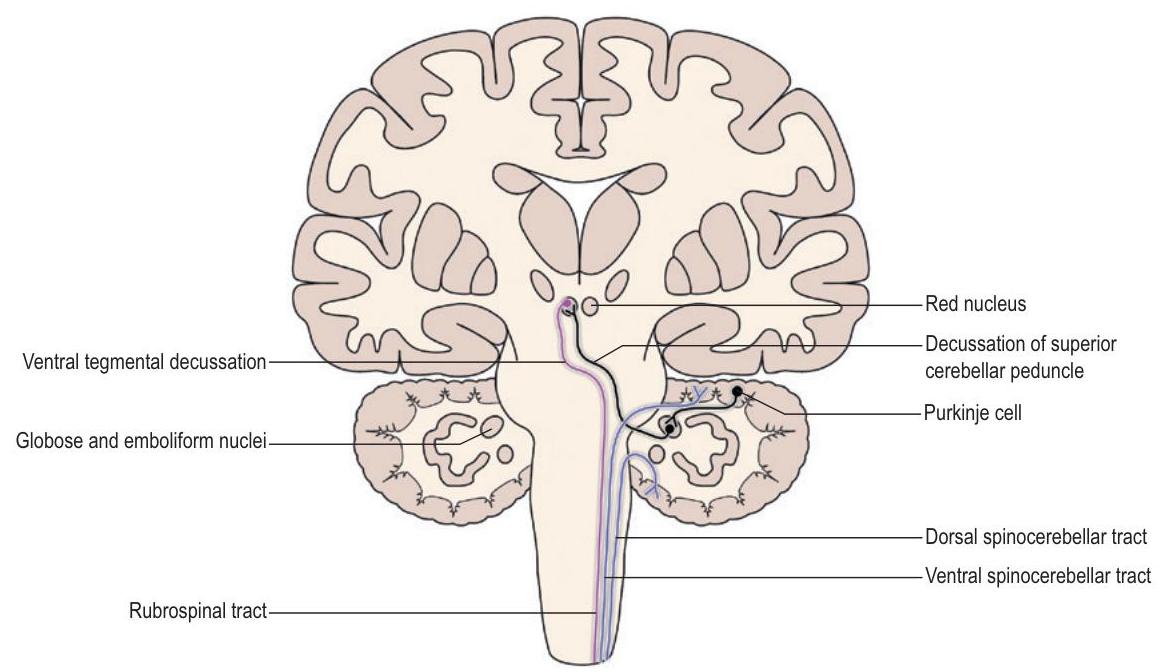 Red nucleus
Decussation of superior
cerebellar peduncle
Ventral tegmental decussation
Purkinje cell
Globose and emboliform nuclei
Dorsal spinocerebellar tract
Ventral spinocerebellar tract
Rubrospinal tract